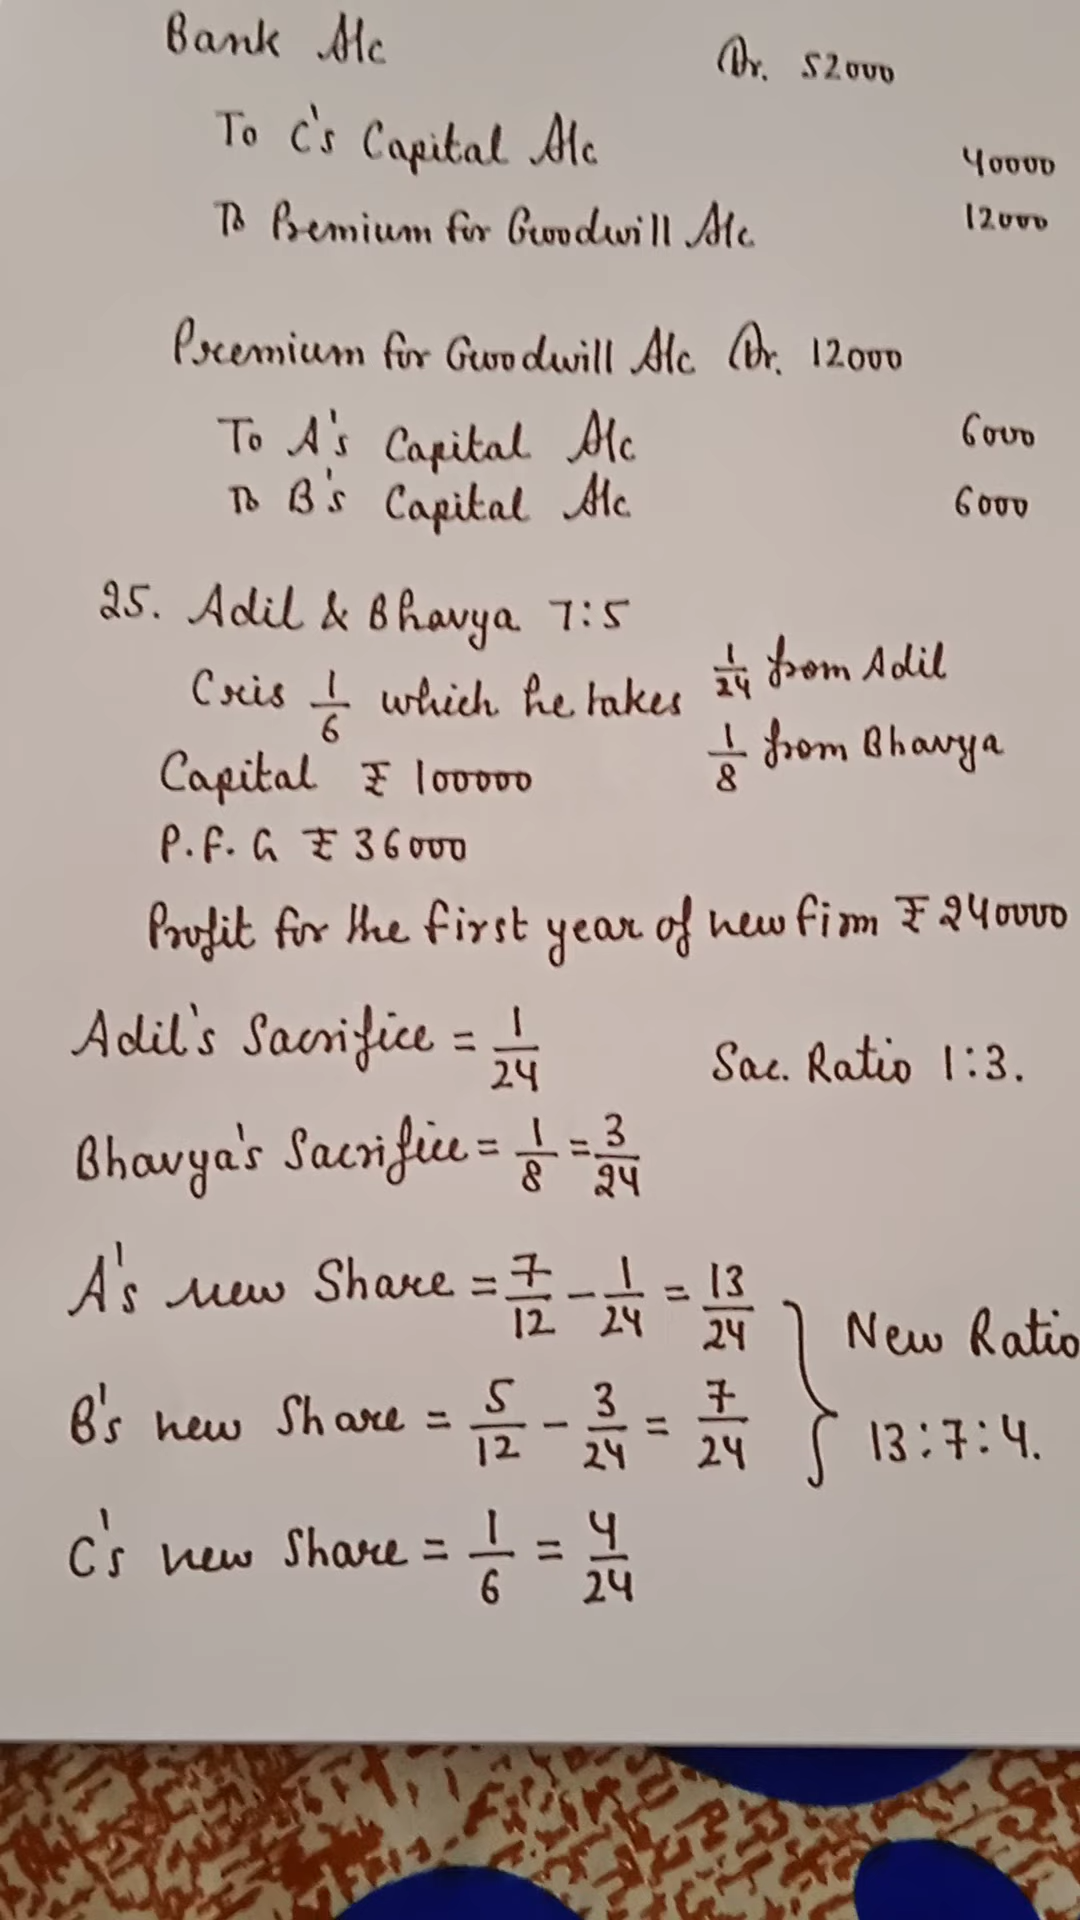 Bank A/c Dr. 52000
To C's Capital A/c 40000
To Premium for Goodwill A/c 12000
Premium for Goodwill A/c Dr. 12000
To A's Capital A/c 6000
To B's Capital A/c 6000
25. Adil & Bhavya 7:5
Cris 1/6 which he takes 1/24 from Adil
1/8 from Bhavya
Capital ₹ 100000
P.F.G ₹ 36000
Profit for the first year of new firm ₹ 240000
Adil's Sacrifice = 1/24 Sac. Ratio 1:3.
Bhavya's Sacrifice = 1/8 = 3/24
A's new Share = 7/12 - 1/24 = 13/24
B's new Share = 5/12 - 3/24 = 7/24
C's new Share = 1/6 = 4/24
New Ratio
13:7:4.